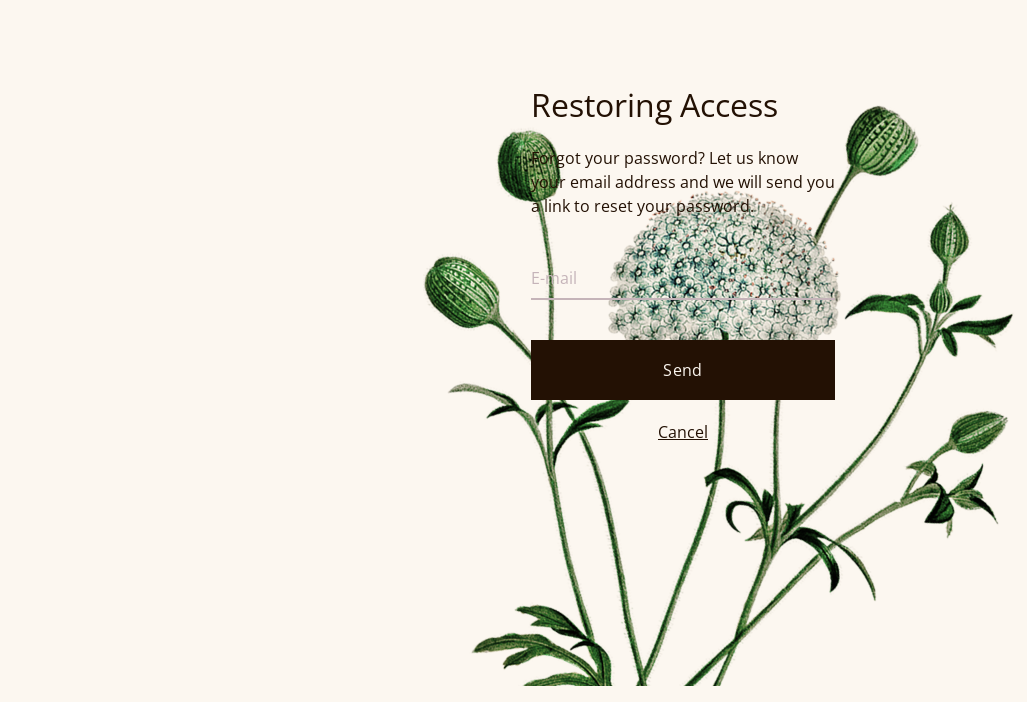 Restoring Access
Forgot your password? Let us know
your email address and we will send you
a link to reset your password.
E-mail
Send
Cancel